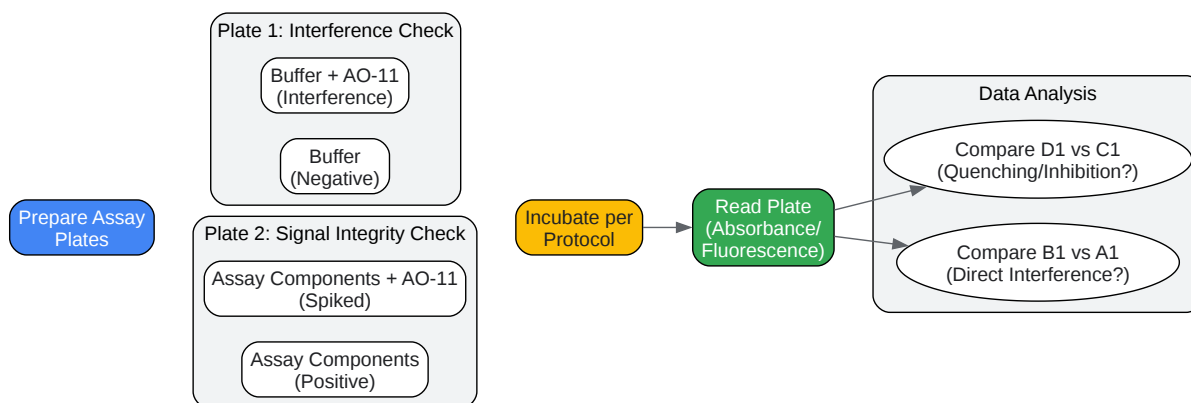 Prepare Assay
Plates
Plate 1: Interference Check
Buffer + AO-11
(Interference)
Buffer
(Negative)
Plate 2: Signal Integrity Check
Assay Components + AO-11
(Spiked)
Assay Components
(Positive)
Incubate per
Protocol
Read Plate
(Absorbance/
Fluorescence)
Data Analysis
Compare D1 vs C1
(Quenching/Inhibition?)
Compare B1 vs A1
(Direct Interference?)